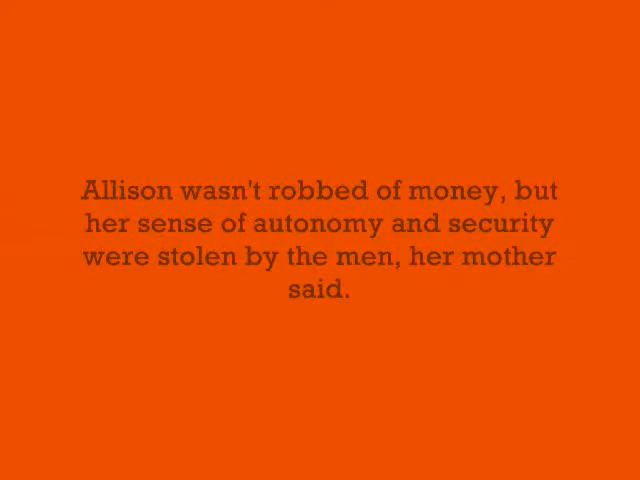 Allison wasn't robbed of money, but
her sense of autonomy and security
were stolen by the men, her mother
said.